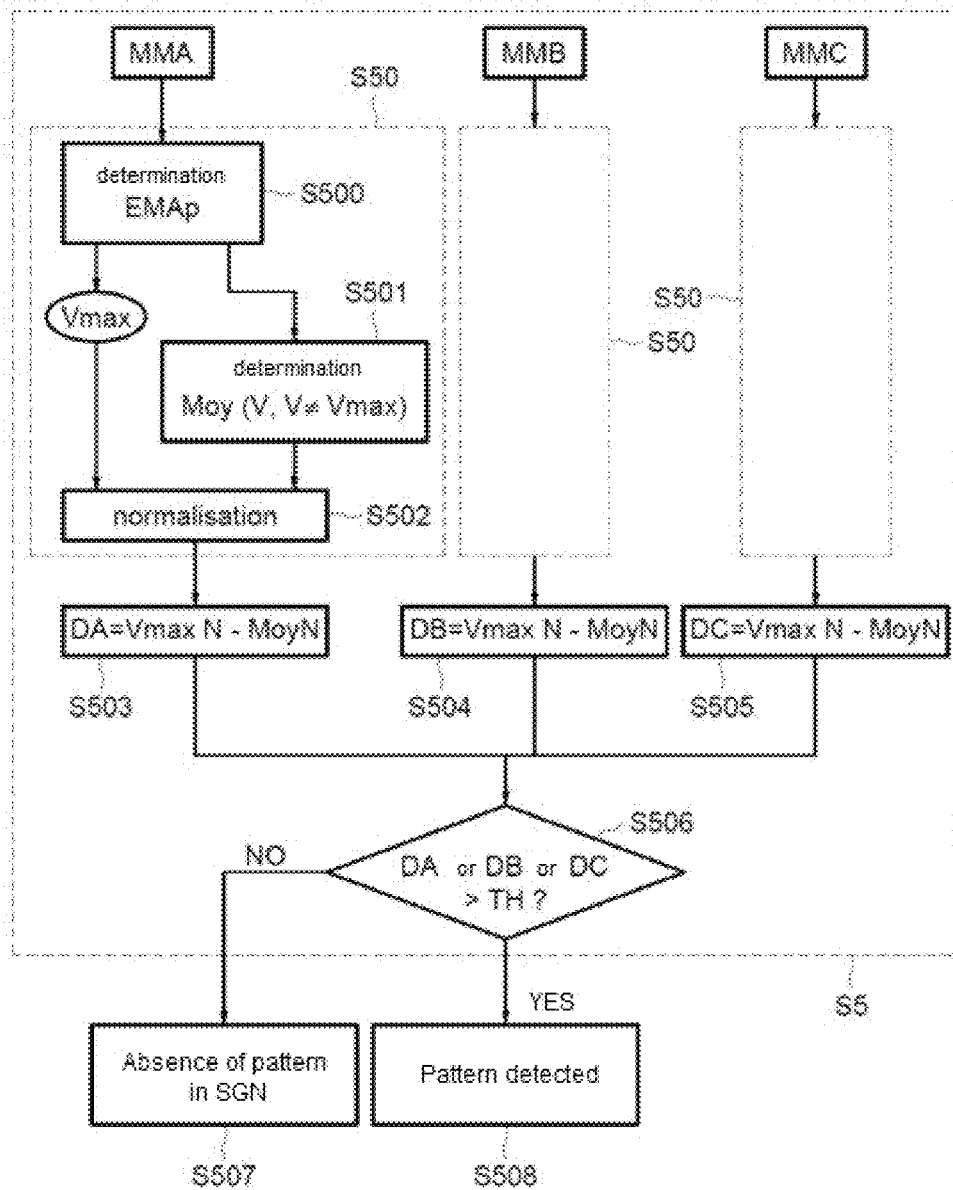 MMA
MMB
MMC
S50
determination
EMAp
S500
S501
Vmax
S50
S50
determination
Moy (V, V≠ Vmax)
normalisation
S502
DA=Vmax N - MoyN
DB=Vmax N - MoyN
DC=Vmax N - MoyN
S503
S504
S505
S506
NO
DA or DB or DC
> TH ?
YES
S5
Absence of pattern
in SGN
Pattern detected
S507
S508